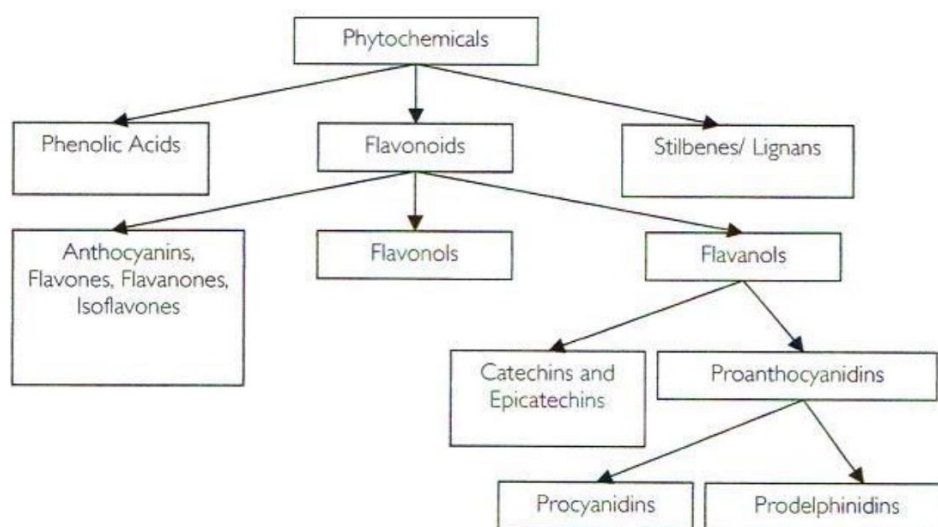 Phytochemicals
Phenolic Acids
Flavonoids
Stilbenes/ Lignans
Anthocyanins,
Flavones, Flavanones,
Isoflavones
Flavonols
Flavanols
Catechins and
Epicatechins
Proanthocyanidins
Procyanidins
Prodelphinidins